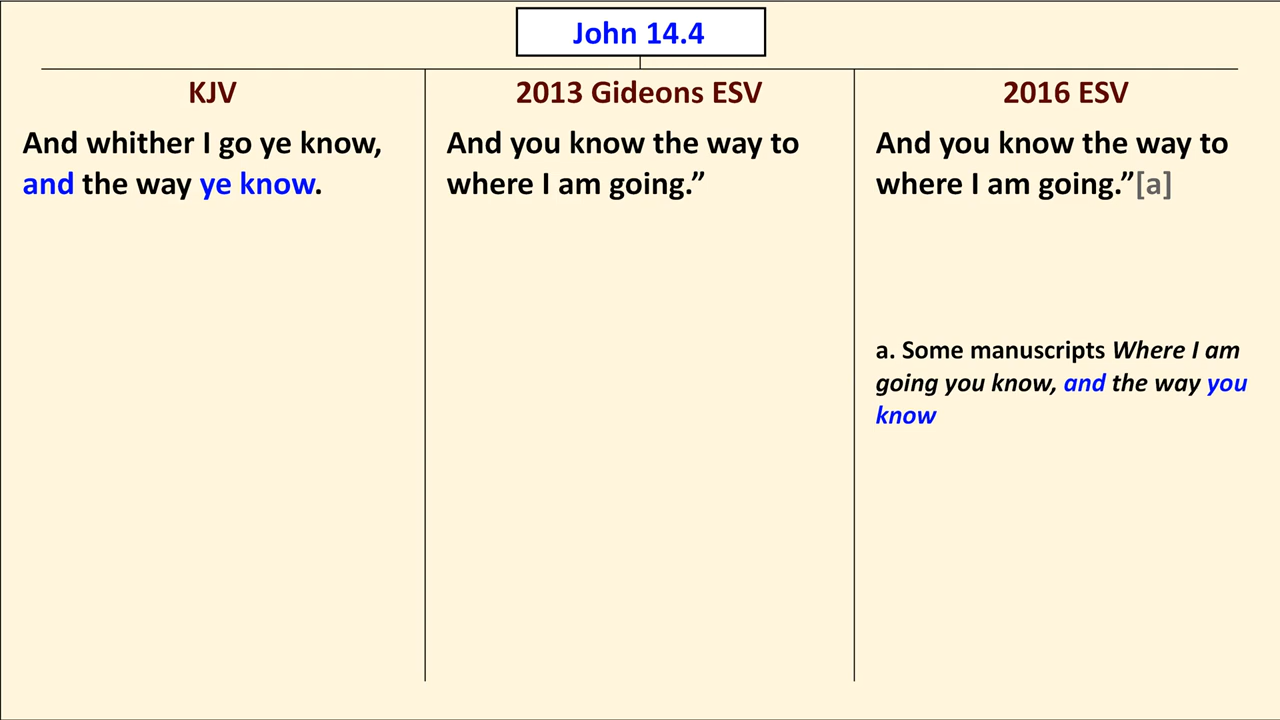 John 14.4
KJV
And whither I go ye know,
and the way ye know.
2013 Gideons ESV
And you know the way to
where I am going.”
2016 ESV
And you know the way to
where I am going.”[a]
a. Some manuscripts Where I am
going you know, and the way you
know